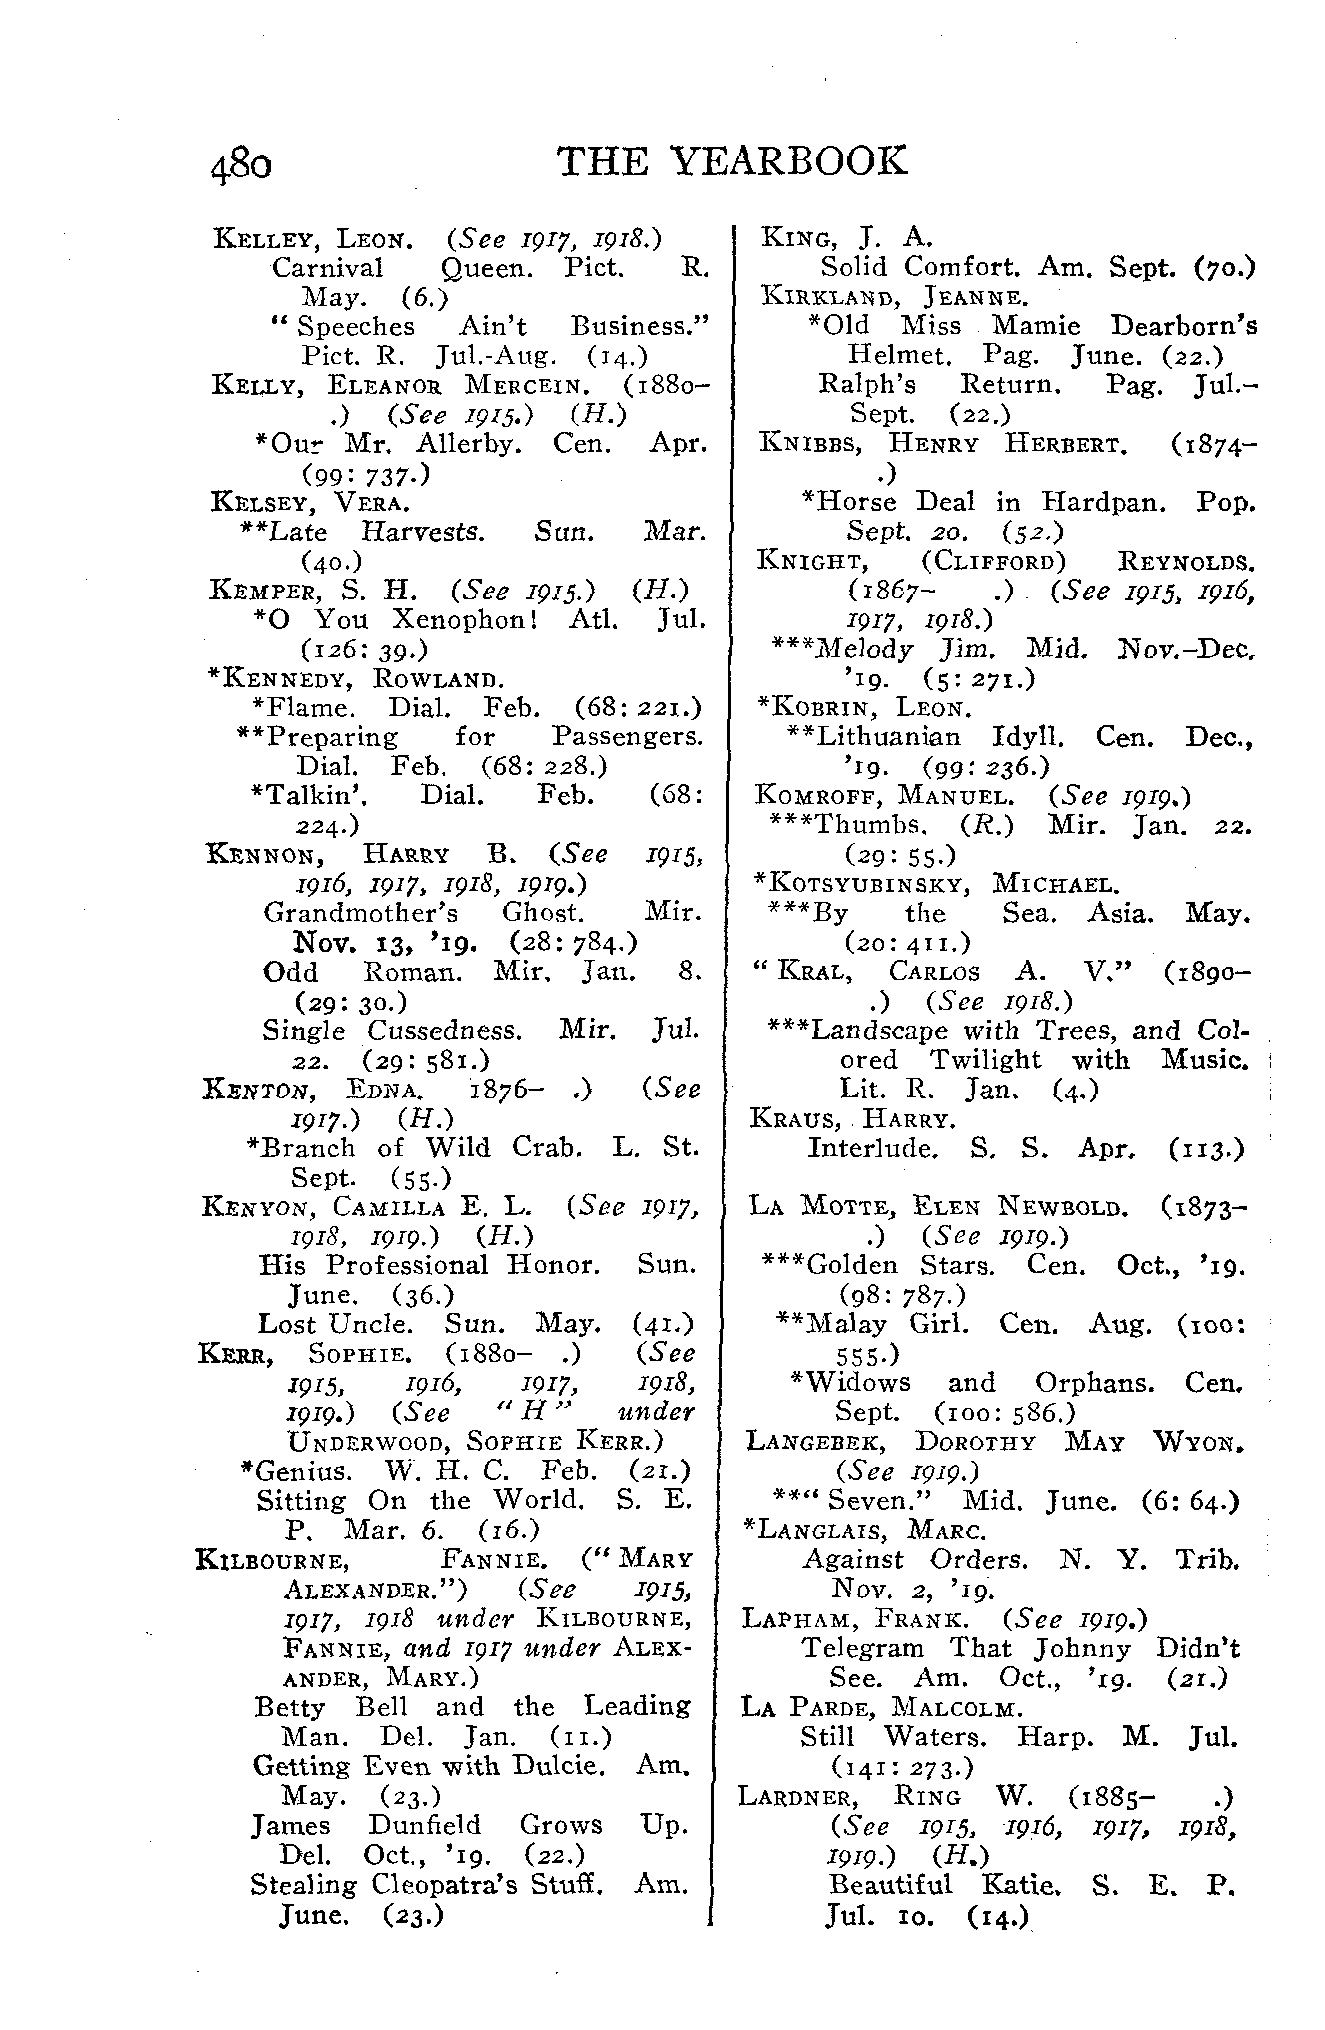 480 THE YEARBOOK
KELLEY, LEON. (See 1917, 1918.)
Carnival Queen. Pict. R.
May. (6.)
“Speeches Ain't Business.”
Pict. R. Jul.-Aug. (14.)
KELLY, ELEANOR MERCEIN. (1880–
.) (See 1915.) (H.)
*Our Mr. Allerby. Cen. Apr.
(99: 737.)
KELSEY, VERA.
**Late Harvests. Sun. Mar.
(40.)
KEMPER, S. H. (See 1915.) (H.)
*O You Xenophon! Atl. Jul.
(126: 39.)
*KENNEDY, ROWLAND.
*Flame. Dial. Feb. (68: 221.)
**Preparing for Passengers.
Dial. Feb. (68: 228.)
*Talkin'. Dial. Feb. (68:
224.)
KENNON, HARRY B. (See 1915,
1916, 1917, 1918, 1919.)
Grandmother's Ghost. Mir.
Nov. 13, '19. (28: 784.)
Odd Roman. Mir. Jan. 8.
(29: 30.)
Single Cussedness. Mir. Jul.
22. (29: 581.)
KENTON, EDNA. 1876– .) (See
1917.) (H.)
*Branch of Wild Crab. L. St.
Sept. (55.)
KENYON, CAMILLA E. L. (See 1917,
1918, 1919.) (H.)
His Professional Honor. Sun.
June. (36.)
Lost Uncle. Sun. May. (41.)
KERR, SOPHIE. (1880– .) (See
1915, 1916, 1917, 1918,
1919.) (See “H” under
UNDERWOOD, SOPHIE KERR.)
*Genius. W. H. C. Feb. (21.)
Sitting On the World. S. E.
P. Mar. 6. (16.)
KILBOURNE, FANNIE. (“MARY
ALEXANDER.”) (See 1915,
1917, 1918 under KILBOURNE,
FANNIE, and 1917 under ALEX-
ANDER, MARY.)
Betty Bell and the Leading
Man. Del. Jan. (11.)
Getting Even with Dulcie. Am.
May. (23.)
James Dunfield Grows Up.
Del. Oct., '19. (22.)
Stealing Cleopatra's Stuff. Am.
June. (23.)
KING, J. A.
Solid Comfort. Am. Sept. (70.)
KIRKLAND, JEANNE.
*Old Miss Mamie Dearborn's
Helmet. Pag. June. (22.)
Ralph's Return. Pag. Jul.–
Sept. (22.)
KNIBBS, HENRY HERBERT. (1874–
.)
*Horse Deal in Hardpan. Pop.
Sept. 20. (52.)
KNIGHT, (CLIFFORD) REYNOLDS.
(1867– .) (See 1915, 1916,
1917, 1918.)
***Melody Jim. Mid. Nov.–Dec.
'19. (5: 271.)
*KOBRIN, LEON.
**Lithuanian Idyll. Cen. Dec.,
'19. (99: 236.)
KOMROFF, MANUEL. (See 1919.)
***Thumbs. (R.) Mir. Jan. 22.
(29: 55.)
*KOTSYUBINSKY, MICHAEL.
***By the Sea. Asia. May.
(20: 411.)
“KRAL, CARLOS A. V.” (1890–
.) (See 1918.)
***Landscape with Trees, and Col-
ored Twilight with Music.
Lit. R. Jan. (4.)
KRAUS, HARRY.
Interlude. S. S. Apr. (113.)
LA MOTTE, ELEN NEWBOLD. (1873–
.) (See 1919.)
***Golden Stars. Cen. Oct., '19.
(98: 787.)
**Malay Girl. Cen. Aug. (100:
555.)
*Widows and Orphans. Cen.
Sept. (100: 586.)
LANGEBEK, DOROTHY MAY WYON.
(See 1919.)
**“Seven.” Mid. June. (6: 64.)
*LANGLAIS, MARC.
Against Orders. N. Y. Trib.
Nov. 2, '19.
LAPHAM, FRANK. (See 1919.)
Telegram That Johnny Didn't
See. Am. Oct., '19. (21.)
LA PARDE, MALCOLM.
Still Waters. Harp. M. Jul.
(141: 273.)
LARDNER, RING W. (1885– .)
(See 1915, 1916, 1917, 1918,
1919.) (H.)
Beautiful Katie. S. E. P.
Jul. 10. (14.)